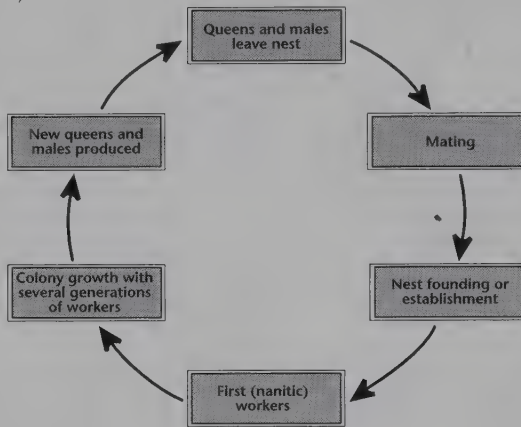 Queens and males
leave nest
Mating
Nest founding or
establishment
First (nanitic)
workers
Colony growth with
several generations
of workers
New queens and
males produced